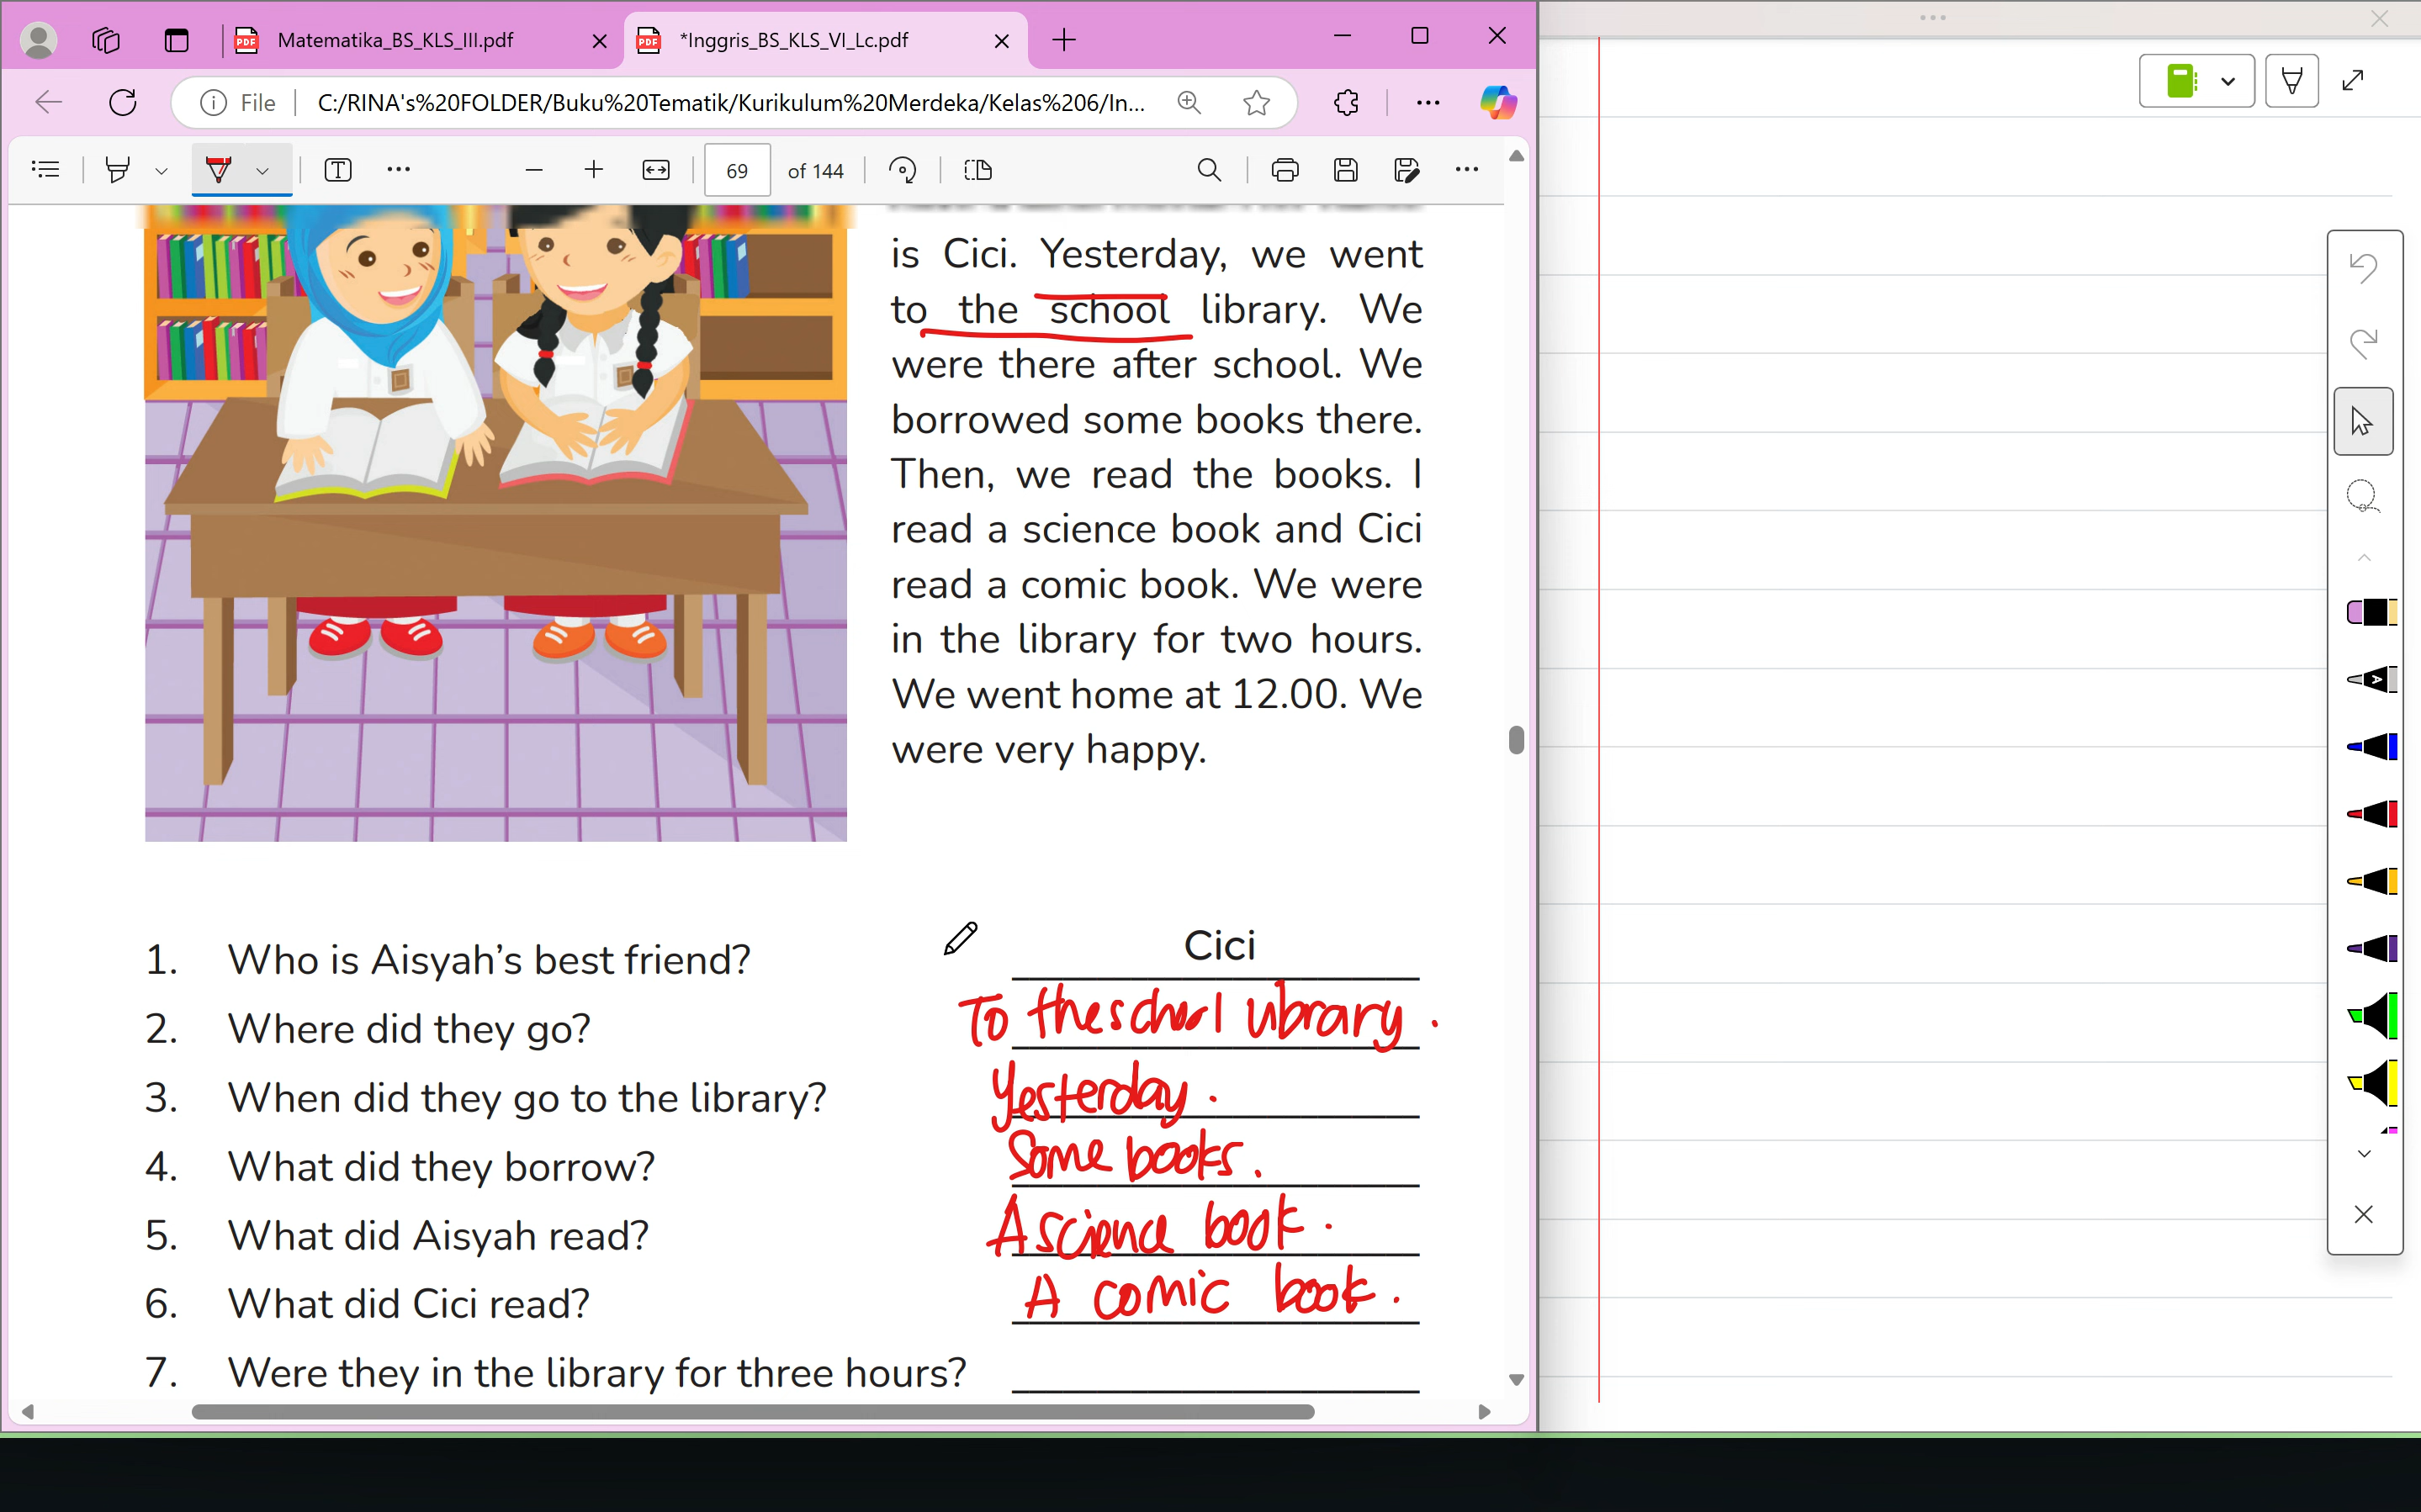 Matematika_BS_KLS_III.pdf
*Inggris_BS_KLS_VI_Lc.pdf
File
C:/RINA's%20FOLDER/Buku%20Tematik/Kurikulum%20Merdeka/Kelas%206/In...
69 of 144
is Cici. Yesterday, we went
to the school library. We
were there after school. We
borrowed some books there.
Then, we read the books. I
read a science book and Cici
read a comic book. We were
in the library for two hours.
We went home at 12.00. We
were very happy.
1. Who is Aisyah’s best friend? Cici
2. Where did they go? To the school library.
3. When did they go to the library? Yesterday.
4. What did they borrow? Some books.
5. What did Aisyah read? A science book.
6. What did Cici read? A comic book.
7. Were they in the library for three hours?